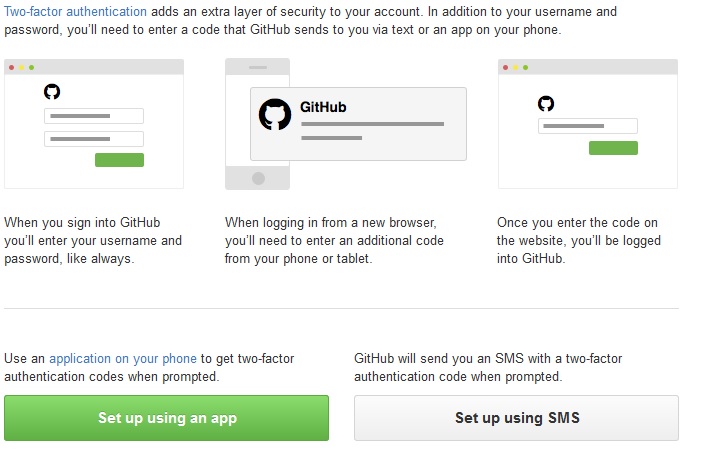 Two-factor authentication adds an extra layer of security to your account. In addition to your username and
password, you'll need to enter a code that GitHub sends to you via text or an app on your phone.
GitHub
When you sign into GitHub
you'll enter your username and
password, like always.
When logging in from a new browser,
you'll need to enter an additional code
from your phone or tablet.
Once you enter the code on
the website, you'll be logged
into GitHub.
Use an application on your phone to get two-factor
authentication codes when prompted.
Set up using an app
GitHub will send you an SMS with a two-factor
authentication code when prompted.
Set up using SMS